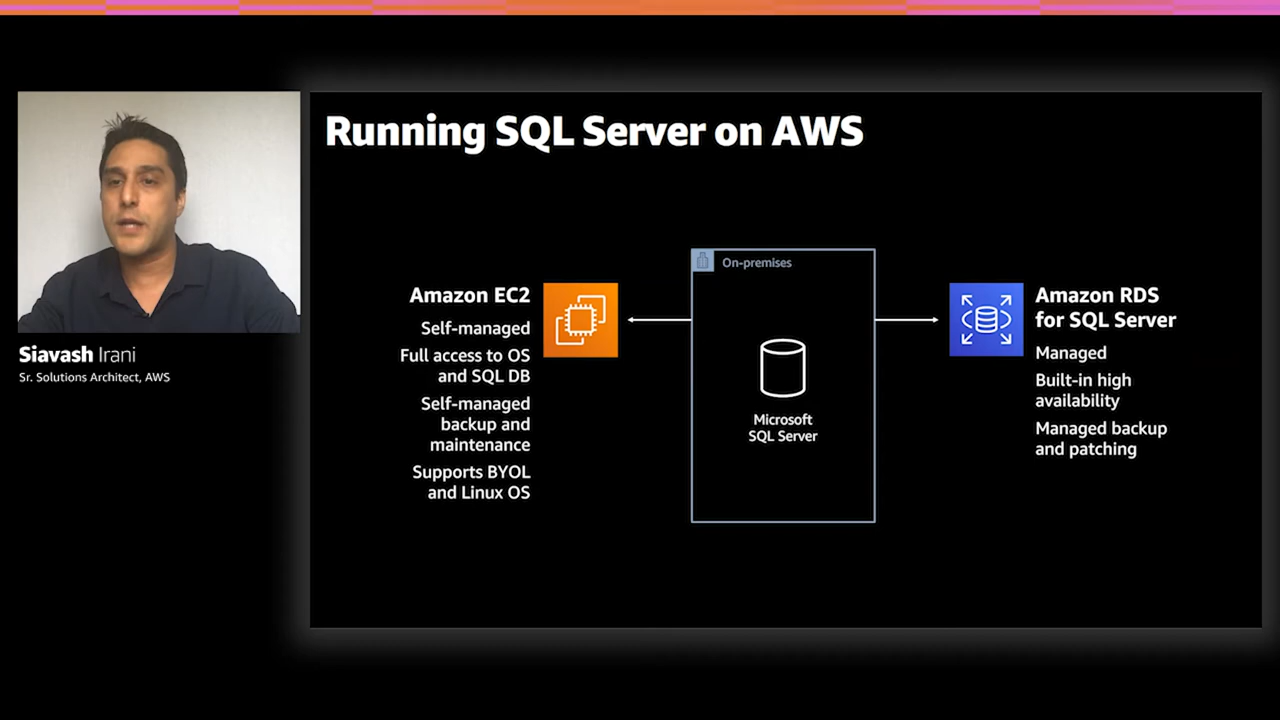 Running SQL Server on AWS
Siavash Irani
Sr. Solutions Architect, AWS
Amazon EC2
Self-managed
Full access to OS
and SQL DB
Self-managed
backup and
maintenance
Supports BYOL
and Linux OS
On-premises
Microsoft
SQL Server
Amazon RDS
for SQL Server
Managed
Built-in high
availability
Managed backup
and patching